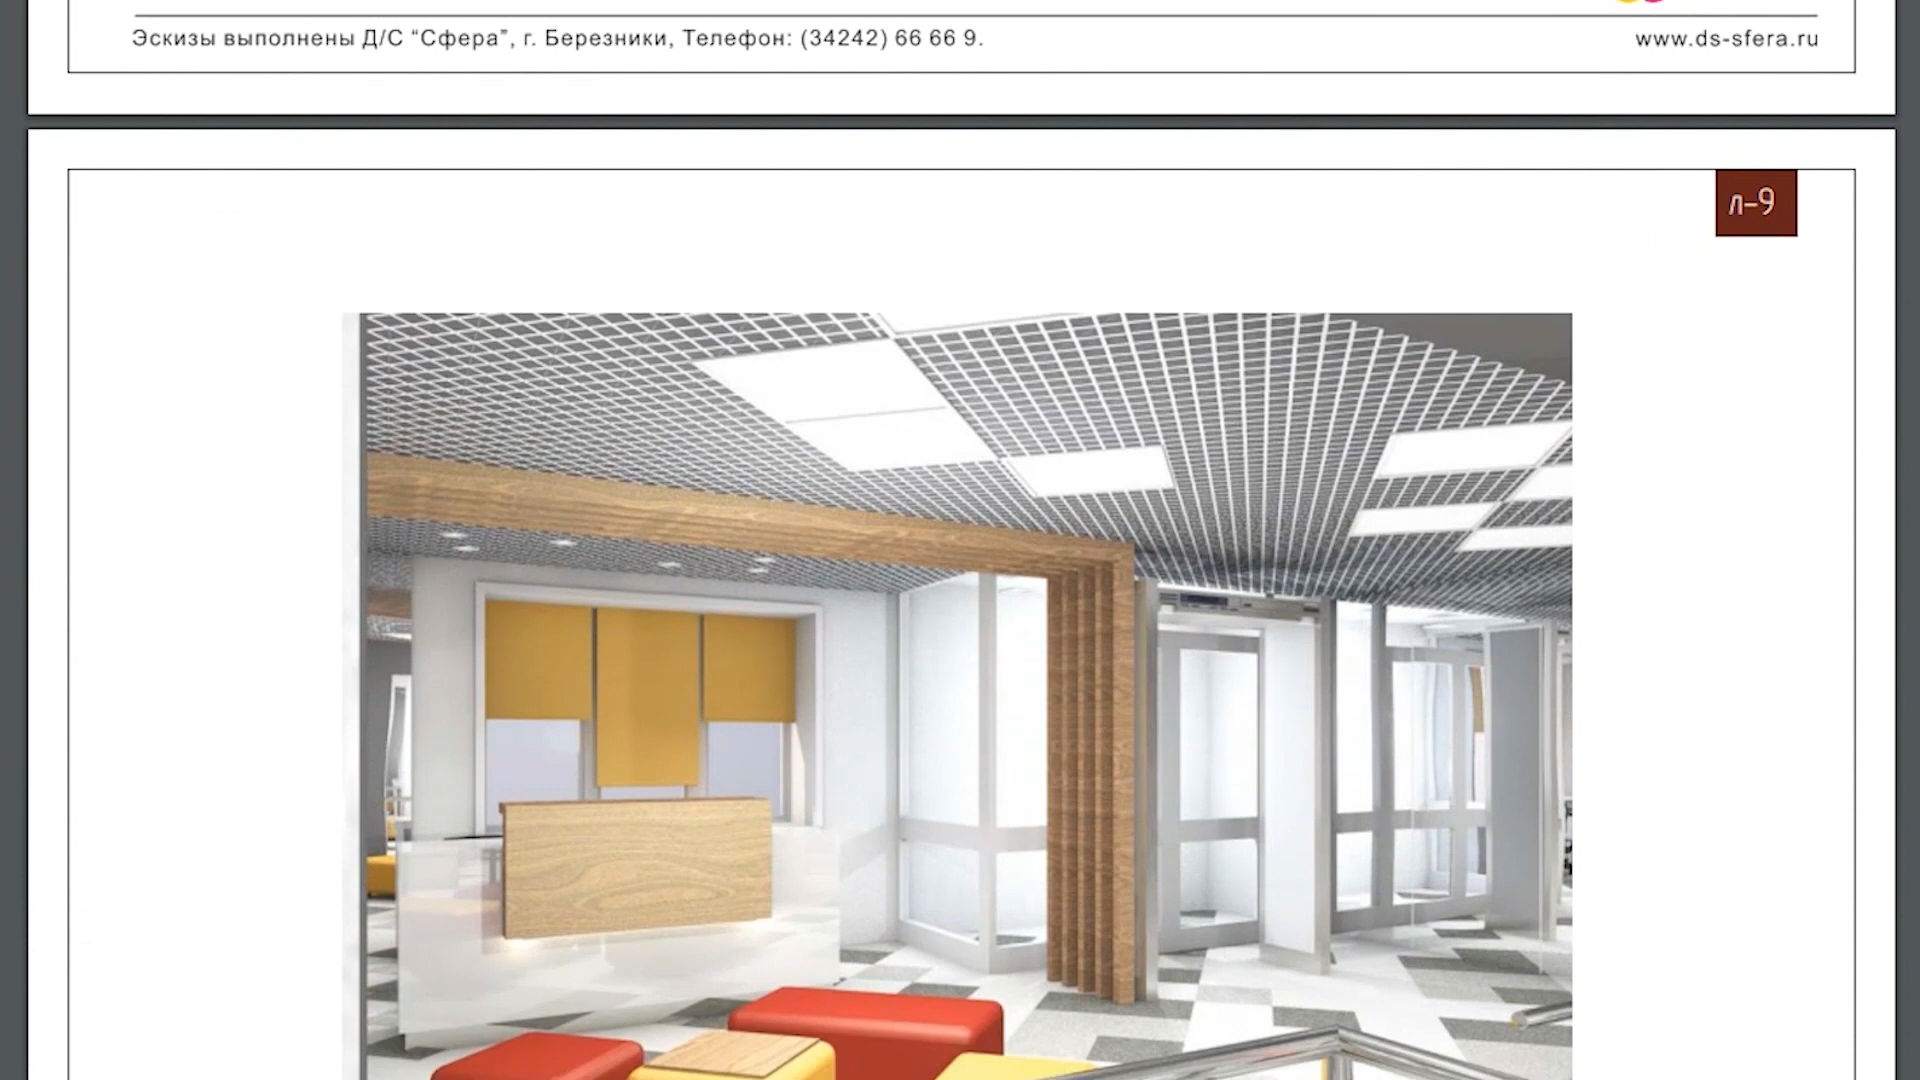 Эскизы выполнены Д/С “Сфера”, г. Березники, Телефон: (34242) 66 66 9.
www.ds-sfera.ru
л-9